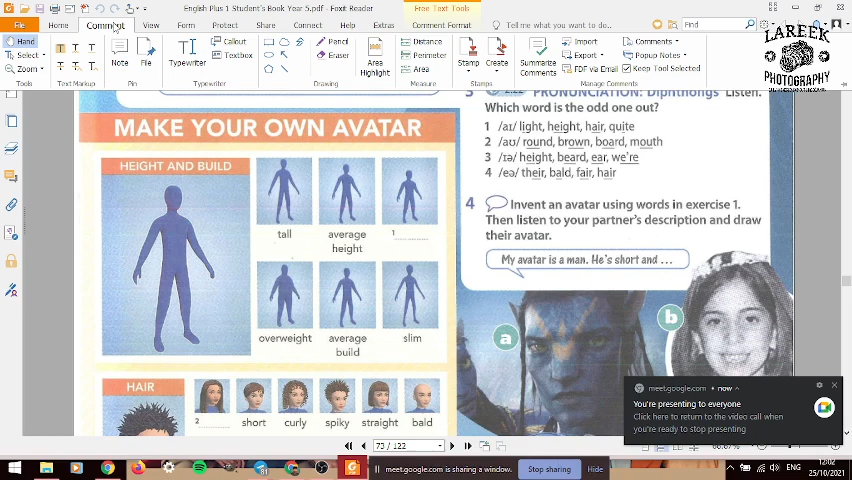 English Plus 1 Student's Book Year 5.pdf - Foxit Reader
Free Text Tools
File
Home
Comment
View
Form
Protect
Share
Connect
Help
Extras
Comment Format
Tell me what you want to do...
Find
Hand
Select
Zoom
Tools
Text Markup
Note
File
Pin
Typewriter
Callout
Textbox
Typewriter
Drawing
Pencil
Eraser
Area
Highlight
Distance
Perimeter
Area
Measure
Stamp
Create
Stamps
Summarize
Comments
Import
Export
FDF via Email
Comments
Popup Notes
Keep Tool Selected
Manage Comments
LAREEK
PHOTOGRAPHY
MAKE YOUR OWN AVATAR
HEIGHT AND BUILD
tall
average
height
1
overweight
average
build
slim
HAIR
2
short
curly
spiky
straight
bald
3 2.22 PRONUNCIATION: Diphthongs Listen.
Which word is the odd one out?
1 /aɪ/ light, height, hair, quite
2 /aʊ/ round, brown, board, mouth
3 /ɪə/ height, beard, ear, we're
4 /eə/ their, bald, fair, hair
4 Invent an avatar using words in exercise 1.
Then listen to your partner's description and draw
their avatar.
My avatar is a man. He's short and ...
a
b
meet.google.com • now
You're presenting to everyone
Click here to return to the video call when
you're ready to stop presenting
73 / 122
66.67%
meet.google.com is sharing a window.
Stop sharing
Hide
ENG
12:02
25/10/2021